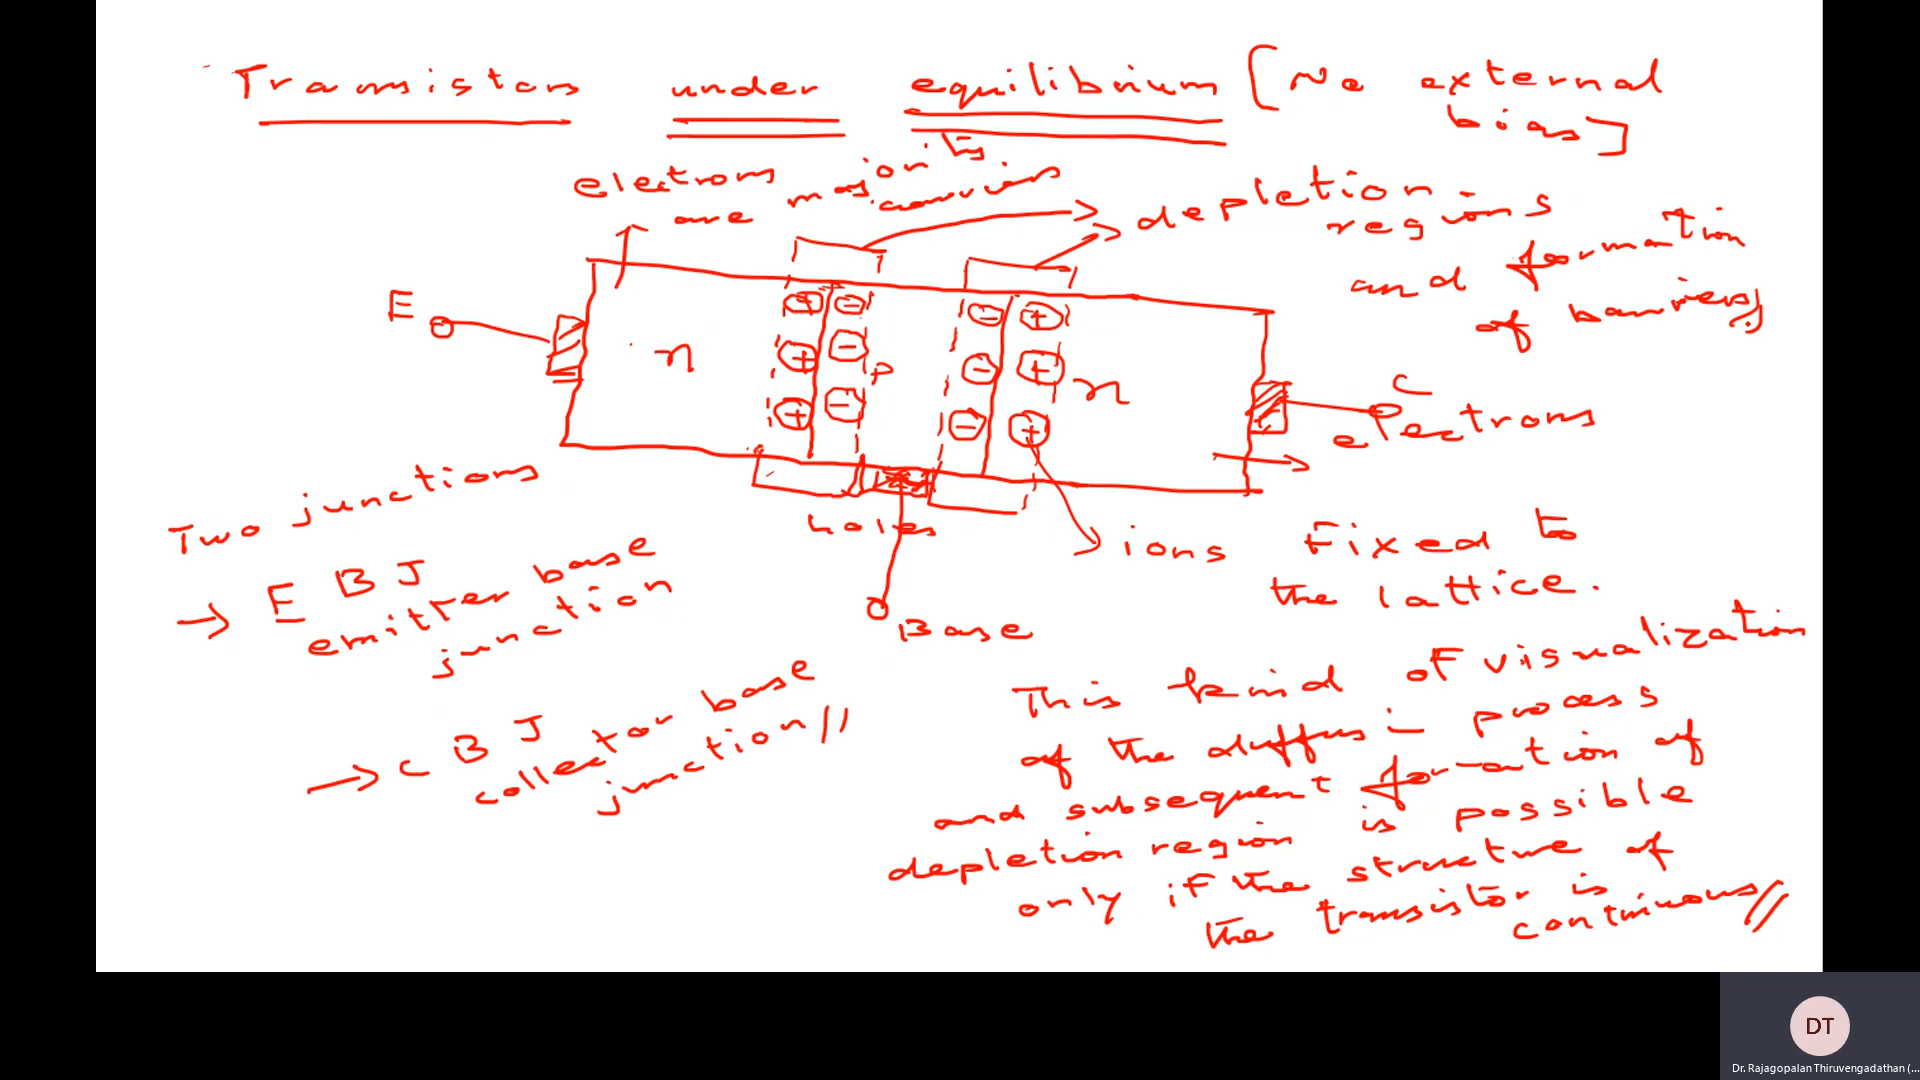 Transistors under equilibrium [No external
bias]
electrons
are majority
carriers
depletion
regions
and formation
of barriers//
E
n
+ -
+ -
+ -
p
- +
- +
- +
n
C
electrons
holes
Base
ions Fixed to
the lattice.
Two junctions
→ E B J
emitter base
junction
→ C B J
collector base
junction//
This kind of visualization
of the diffusion process
and subsequent formation of
depletion region is possible
only if the structure of
the transistor is
continuous//
DT
Dr. Rajagopalan Thiruvengadathan (...